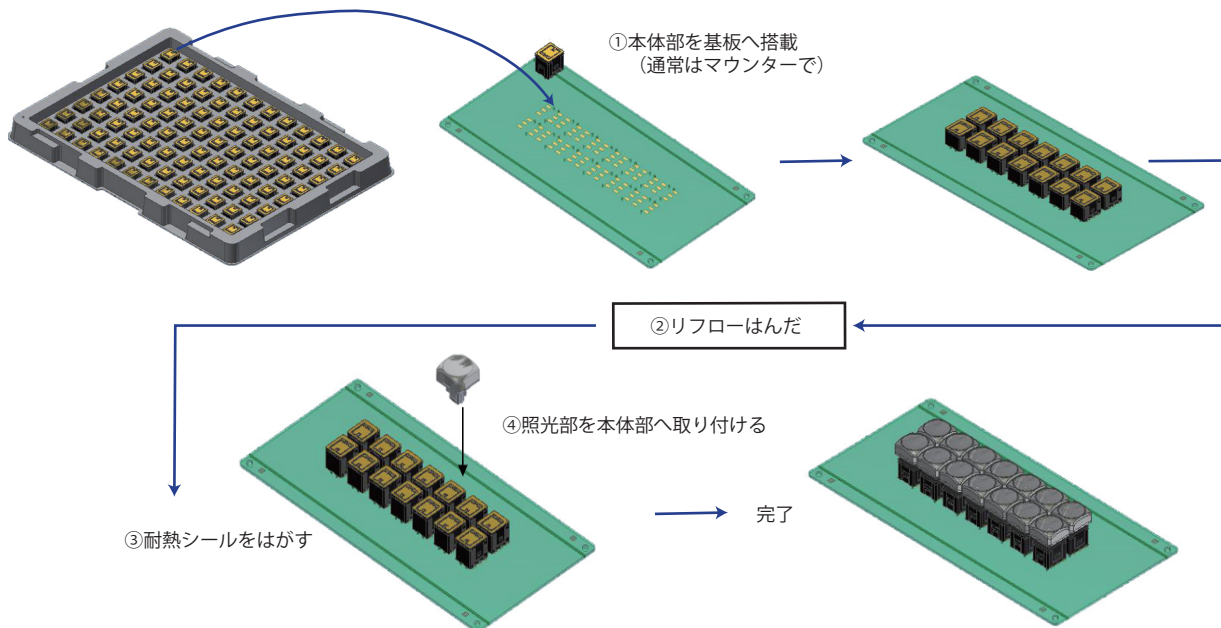 ①本体部を基板へ搭載
（通常はマウンターで）
②リフローはんだ
③耐熱シールをはがす
④照光部を本体部へ取り付ける
完了